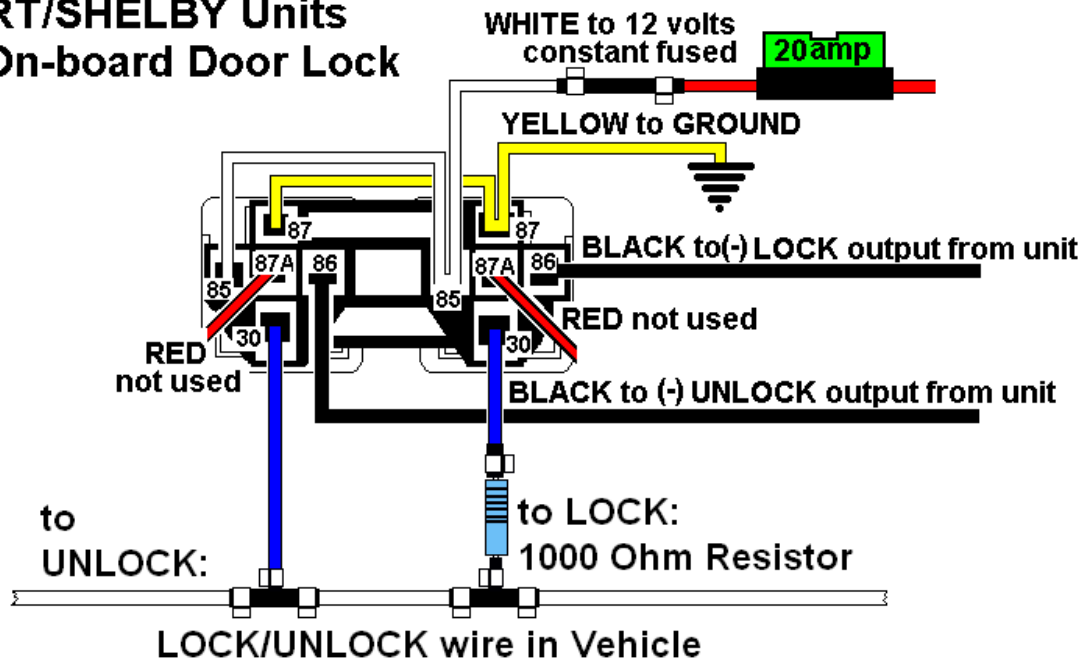 RT/SHELBY Units
On-board Door Lock
WHITE to 12 volts
constant fused
20amp
YELLOW to GROUND
87
87
BLACK to(-) LOCK output from unit
87A
86
87A
86
85
85
RED not used
30
30
RED
not used
BLACK to (-) UNLOCK output from unit
to
UNLOCK:
to LOCK:
1000 Ohm Resistor
LOCK/UNLOCK wire in Vehicle